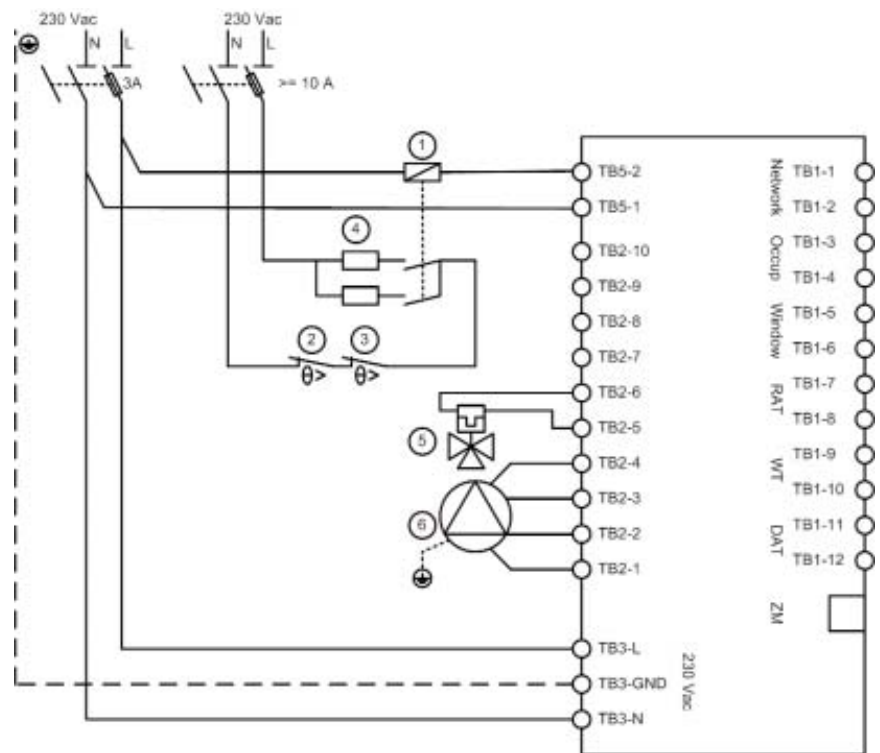 230 Vac 230 Vac
N L N L
3A >= 10 A
1
TB5-2
TB5-1
4
TB2-10
TB2-9
TB2-8
TB2-7
2 3
θ> θ>
TB2-6
TB2-5
5
TB2-4
TB2-3
6
TB2-2
TB2-1
TB3-L
TB3-GND
TB3-N
230 Vac
Network
Occup
Window
RAT
WT
DAT
ZM
TB1-1
TB1-2
TB1-3
TB1-4
TB1-5
TB1-6
TB1-7
TB1-8
TB1-9
TB1-10
TB1-11
TB1-12